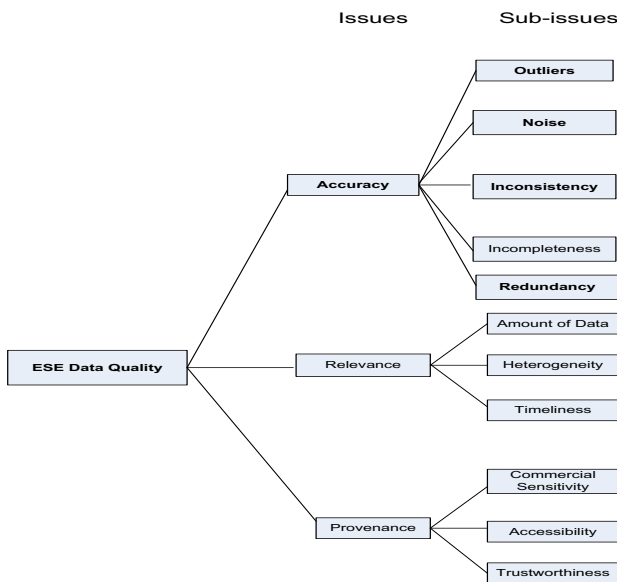 Issues
Sub-issues
Outliers
Noise
Accuracy
Inconsistency
Incompleteness
Redundancy
Amount of Data
ESE Data Quality
Relevance
Heterogeneity
Timeliness
Commercial
Sensitivity
Provenance
Accessibility
Trustworthiness